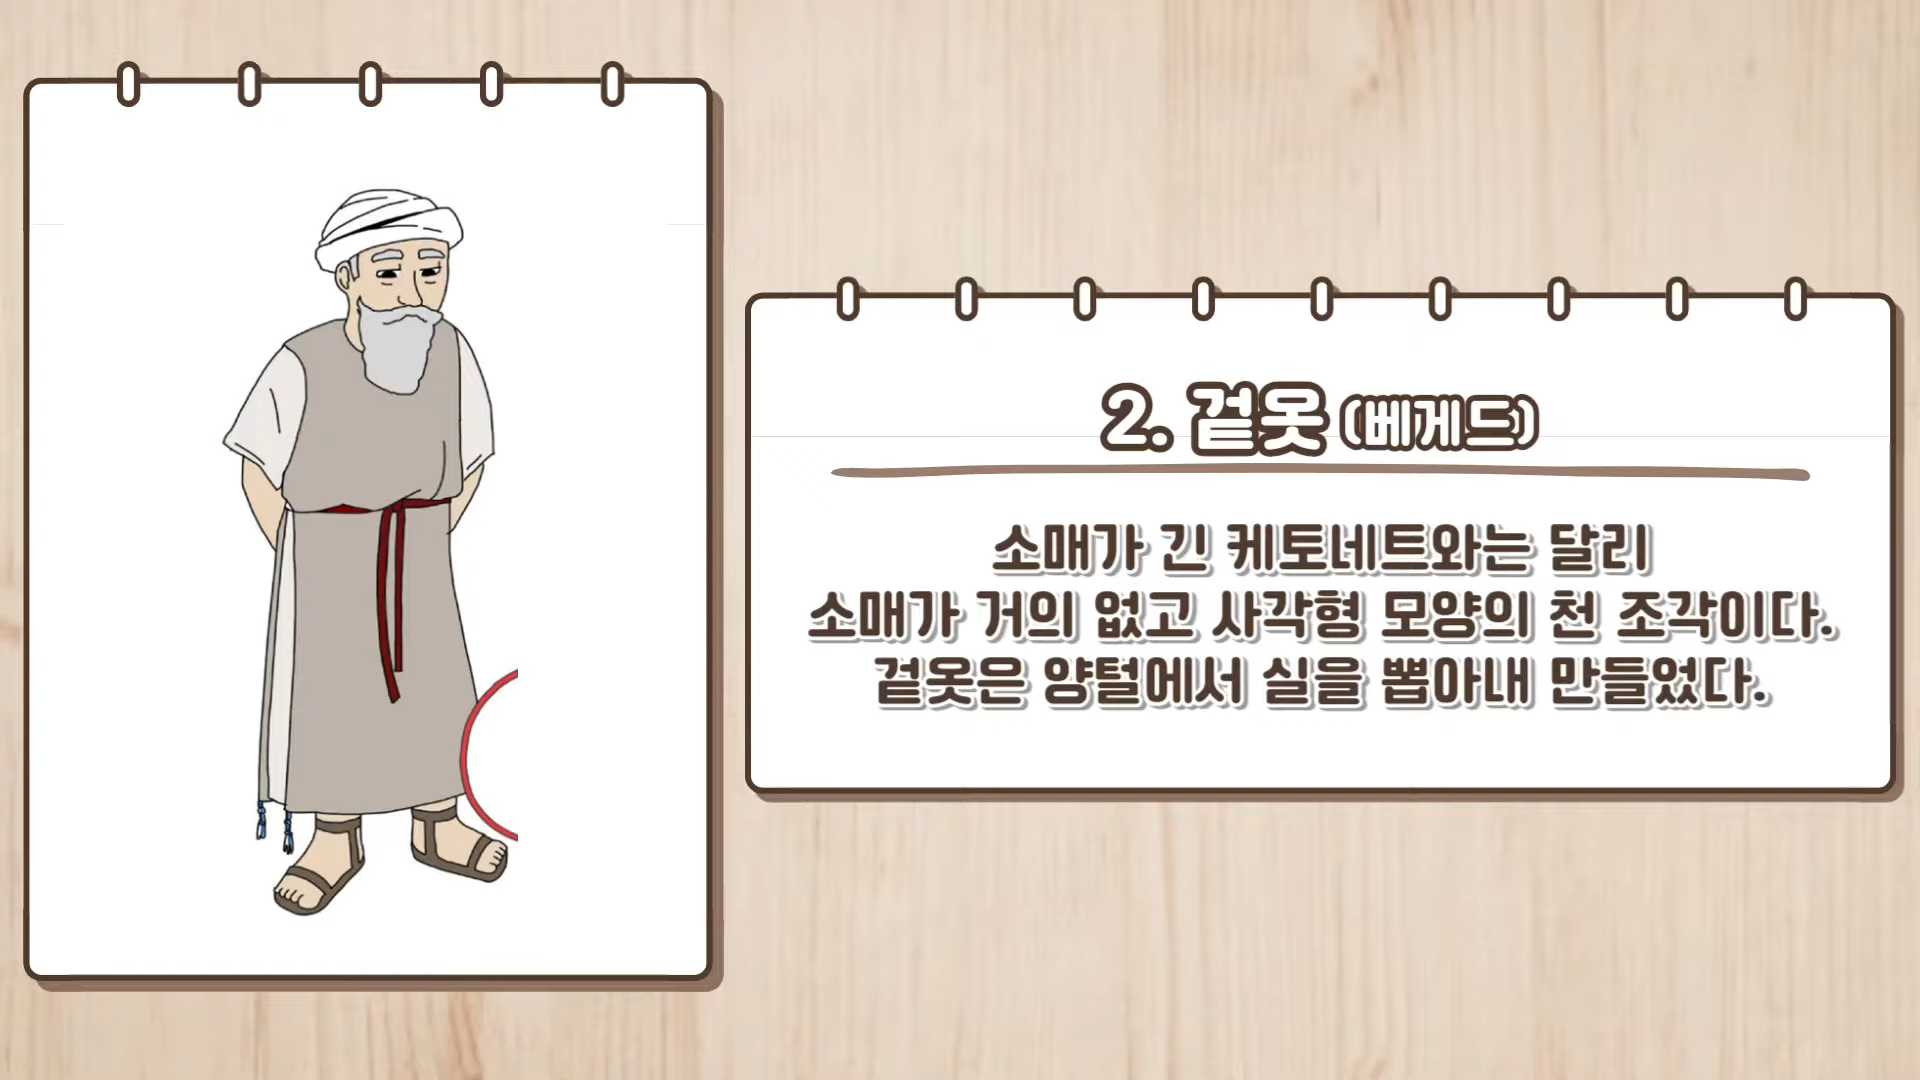 2. 겉옷 (베게드)
소매가 긴 케토네트와는 달리
소매가 거의 없고 사각형 모양의 천 조각이다.
겉옷은 양털에서 실을 뽑아내 만들었다.